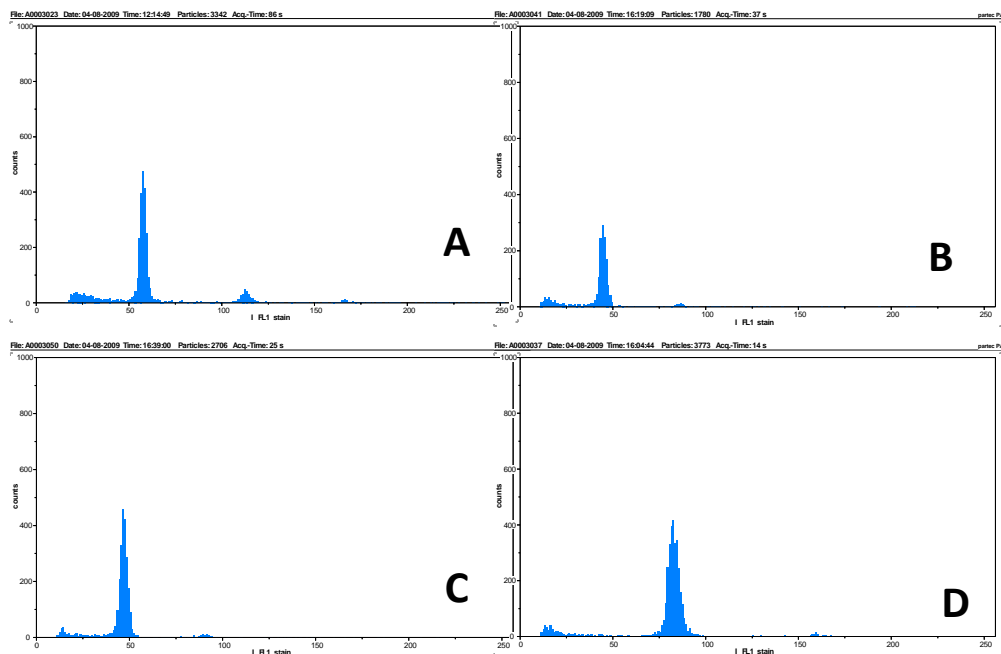 File: A0003023 Date: 04-08-2009 Time: 12:14:49 Particles: 3342 Acq.-Time: 86 s
1000
800
600
400
200
0
counts
0 50 100 150 200 250
FL1 stain
A
File: A0003041 Date: 04-08-2009 Time: 16:19:09 Particles: 1780 Acq.-Time: 37 s partec
1000
800
600
400
200
0
counts
0 50 100 150 200 250
FL1 stain
B
File: A0003050 Date: 04-08-2009 Time: 16:39:00 Particles: 2706 Acq.-Time: 25 s
1000
800
600
400
200
0
counts
0 50 100 150 200 250
FL1 stain
C
File: A0003037 Date: 04-08-2009 Time: 16:04:44 Particles: 3773 Acq.-Time: 14 s partec
1000
800
600
400
200
0
counts
0 50 100 150 200 250
FL1 stain
D